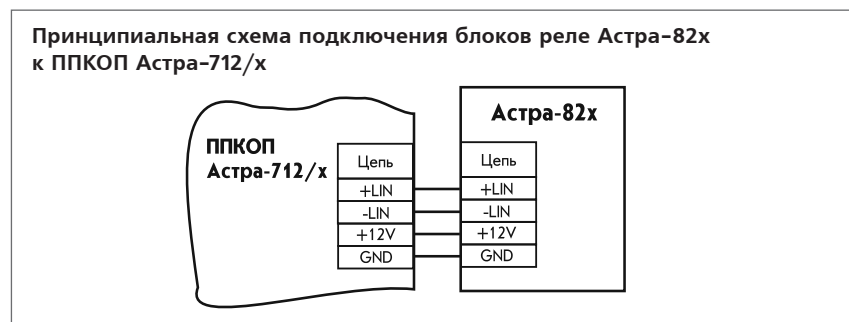 Принципиальная схема подключения блоков реле Астра-82х
к ППКОП Астра-712/х
Астра-82х
ППКОП
Астра-712/х
Цепь
+LIN
-LIN
+12V
GND
Цепь
+LIN
-LIN
+12V
GND